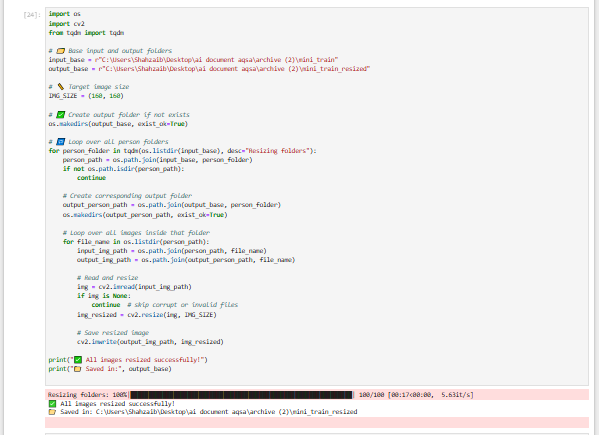 [24]:
import os
import cv2
from tqdm import tqdm
# 📂 Base input and output folders
input_base = r"C:\Users\Shahzaib\Desktop\ai document aqsa\archive (2)\mini_train"
output_base = r"C:\Users\Shahzaib\Desktop\ai document aqsa\archive (2)\mini_train_resized"
# 📏 Target image size
IMG_SIZE = (160, 160)
# ✅ Create output folder if not exists
os.makedirs(output_base, exist_ok=True)
# 🔄 Loop over all person folders
for person_folder in tqdm(os.listdir(input_base), desc="Resizing folders"):
    person_path = os.path.join(input_base, person_folder)
    if not os.path.isdir(person_path):
        continue
    # Create corresponding output folder
    output_person_path = os.path.join(output_base, person_folder)
    os.makedirs(output_person_path, exist_ok=True)
    # Loop over all images inside that folder
    for file_name in os.listdir(person_path):
        input_img_path = os.path.join(person_path, file_name)
        output_img_path = os.path.join(output_person_path, file_name)
        # Read and resize
        img = cv2.imread(input_img_path)
        if img is None:
            continue  # skip corrupt or invalid files
        img_resized = cv2.resize(img, IMG_SIZE)
        # Save resized image
        cv2.imwrite(output_img_path, img_resized)
print("✅ All images resized successfully!")
print("📂 Saved in:", output_base)
Resizing folders: 100%| 100/100 [00:17<00:00, 5.63it/s]
✅ All images resized successfully!
📂 Saved in: C:\Users\Shahzaib\Desktop\ai document aqsa\archive (2)\mini_train_resized